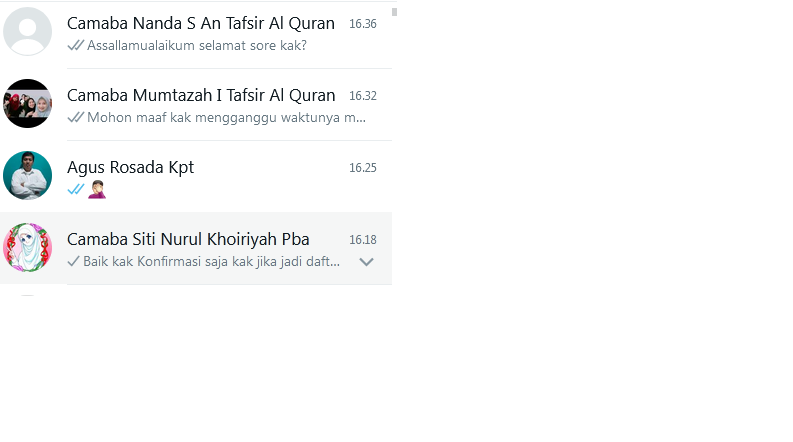 Camaba Nanda S An Tafsir Al Quran 16.36
Assallamualaikum selamat sore kak?
Camaba Mumtazah I Tafsir Al Quran 16.32
Mohon maaf kak mengganggu waktunya m...
Agus Rosada Kpt 16.25
🤦🏻‍♀️
Camaba Siti Nurul Khoiriyah Pba 16.18
Baik kak Konfirmasi saja kak jika jadi daft...